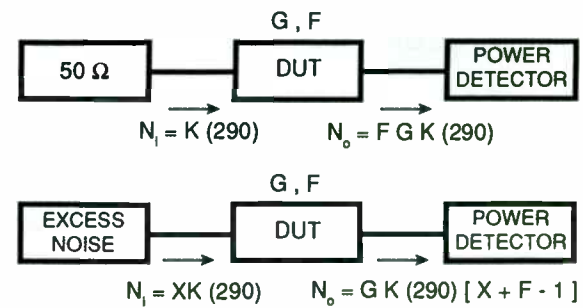 G , F
50 Ω
DUT
POWER
DETECTOR
Nᵢ = K (290)
Nₒ = F G K (290)
G , F
EXCESS
NOISE
DUT
POWER
DETECTOR
Nᵢ = XK (290)
Nₒ = G K (290) [ X + F - 1 ]